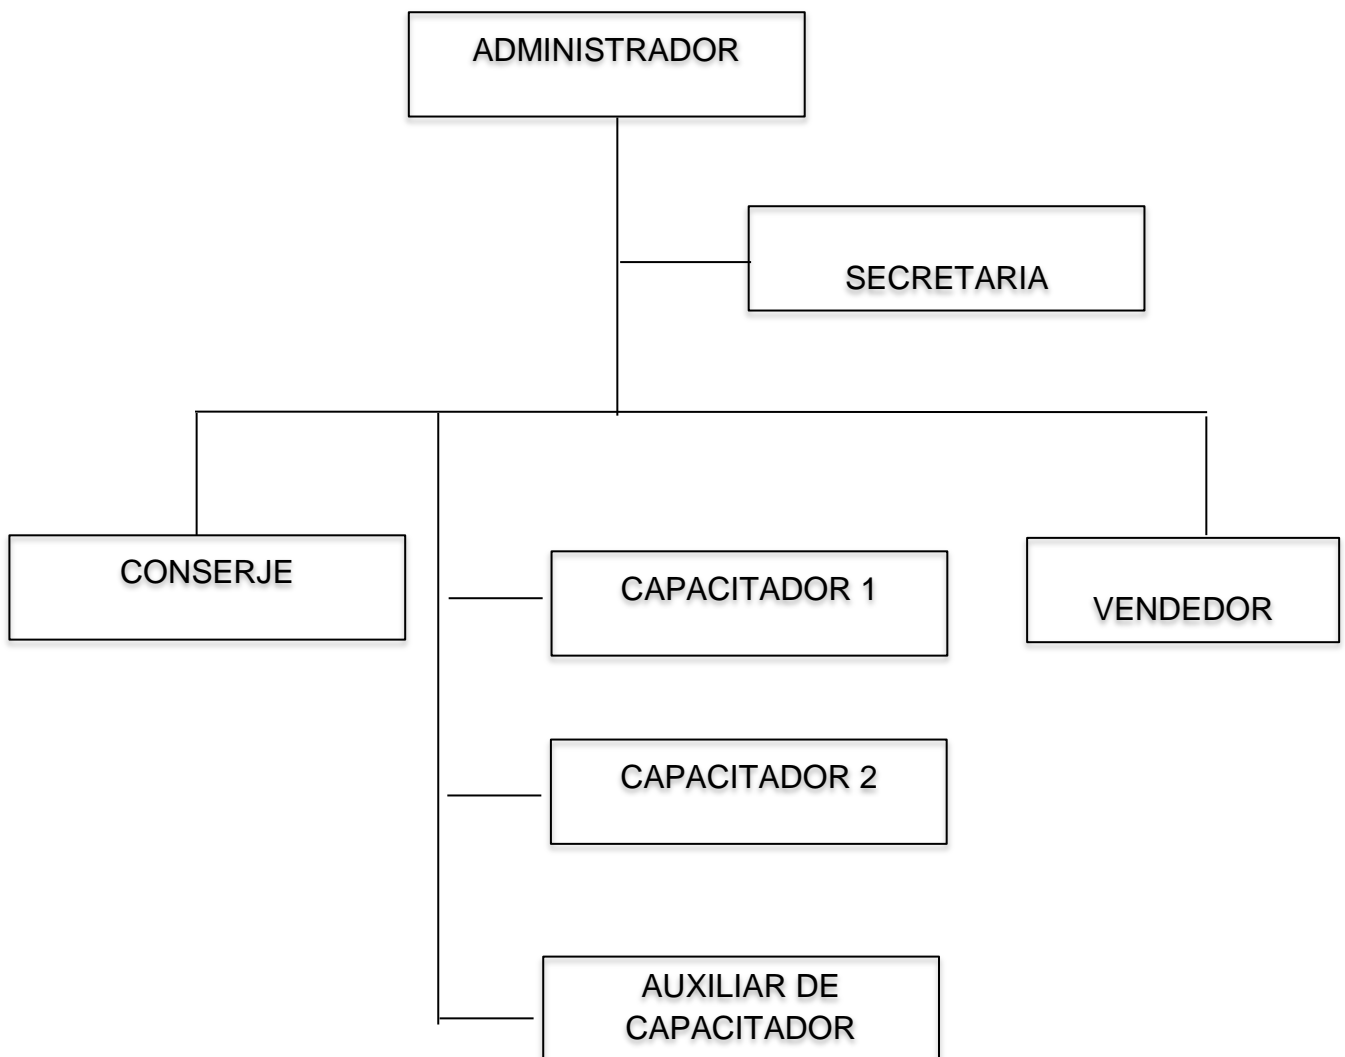 ADMINISTRADOR
SECRETARIA
CONSERJE
CAPACITADOR 1
VENDEDOR
CAPACITADOR 2
AUXILIAR DE
CAPACITADOR